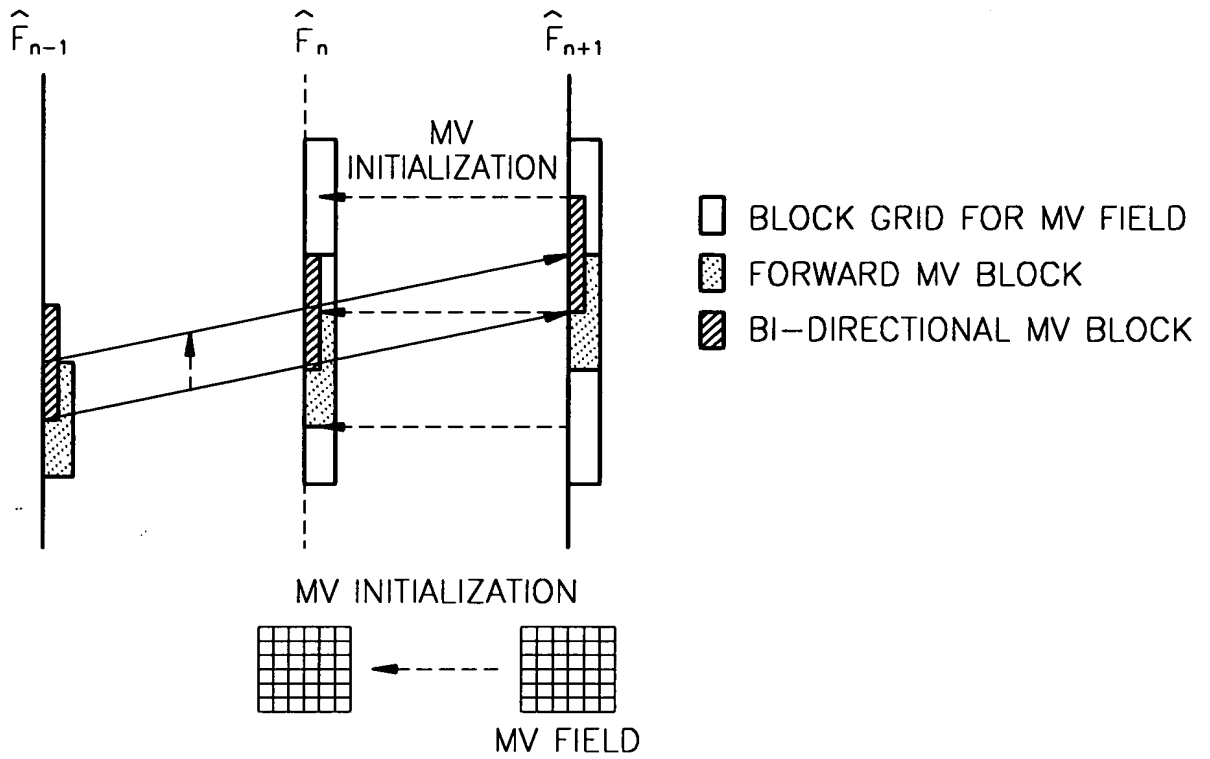 F̂n-1 F̂n F̂n+1
MV
INITIALIZATION
BLOCK GRID FOR MV FIELD
FORWARD MV BLOCK
BI-DIRECTIONAL MV BLOCK
MV INITIALIZATION
MV FIELD